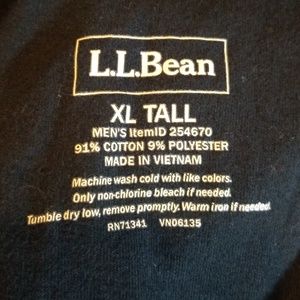 L.L.Bean
XL TALL
MEN'S ItemID 254670
91% COTTON 9% POLYESTER
MADE IN VIETNAM
Machine wash cold with like colors.
Only non-chlorine bleach if needed.
Tumble dry low, remove promptly. Warm iron if needed.
RN71341 VN06135